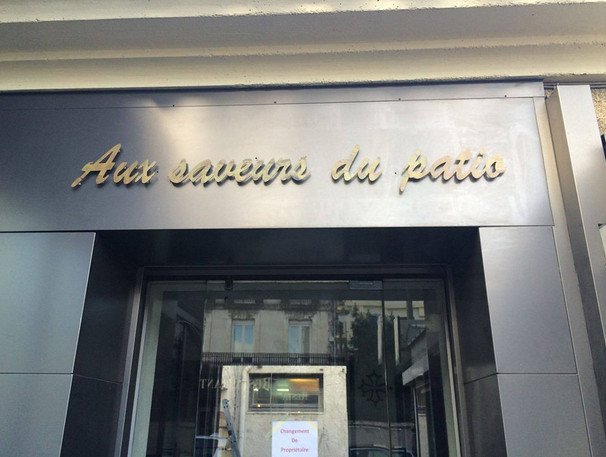 Aux saveurs du patio
Changement
De
Propriétaire